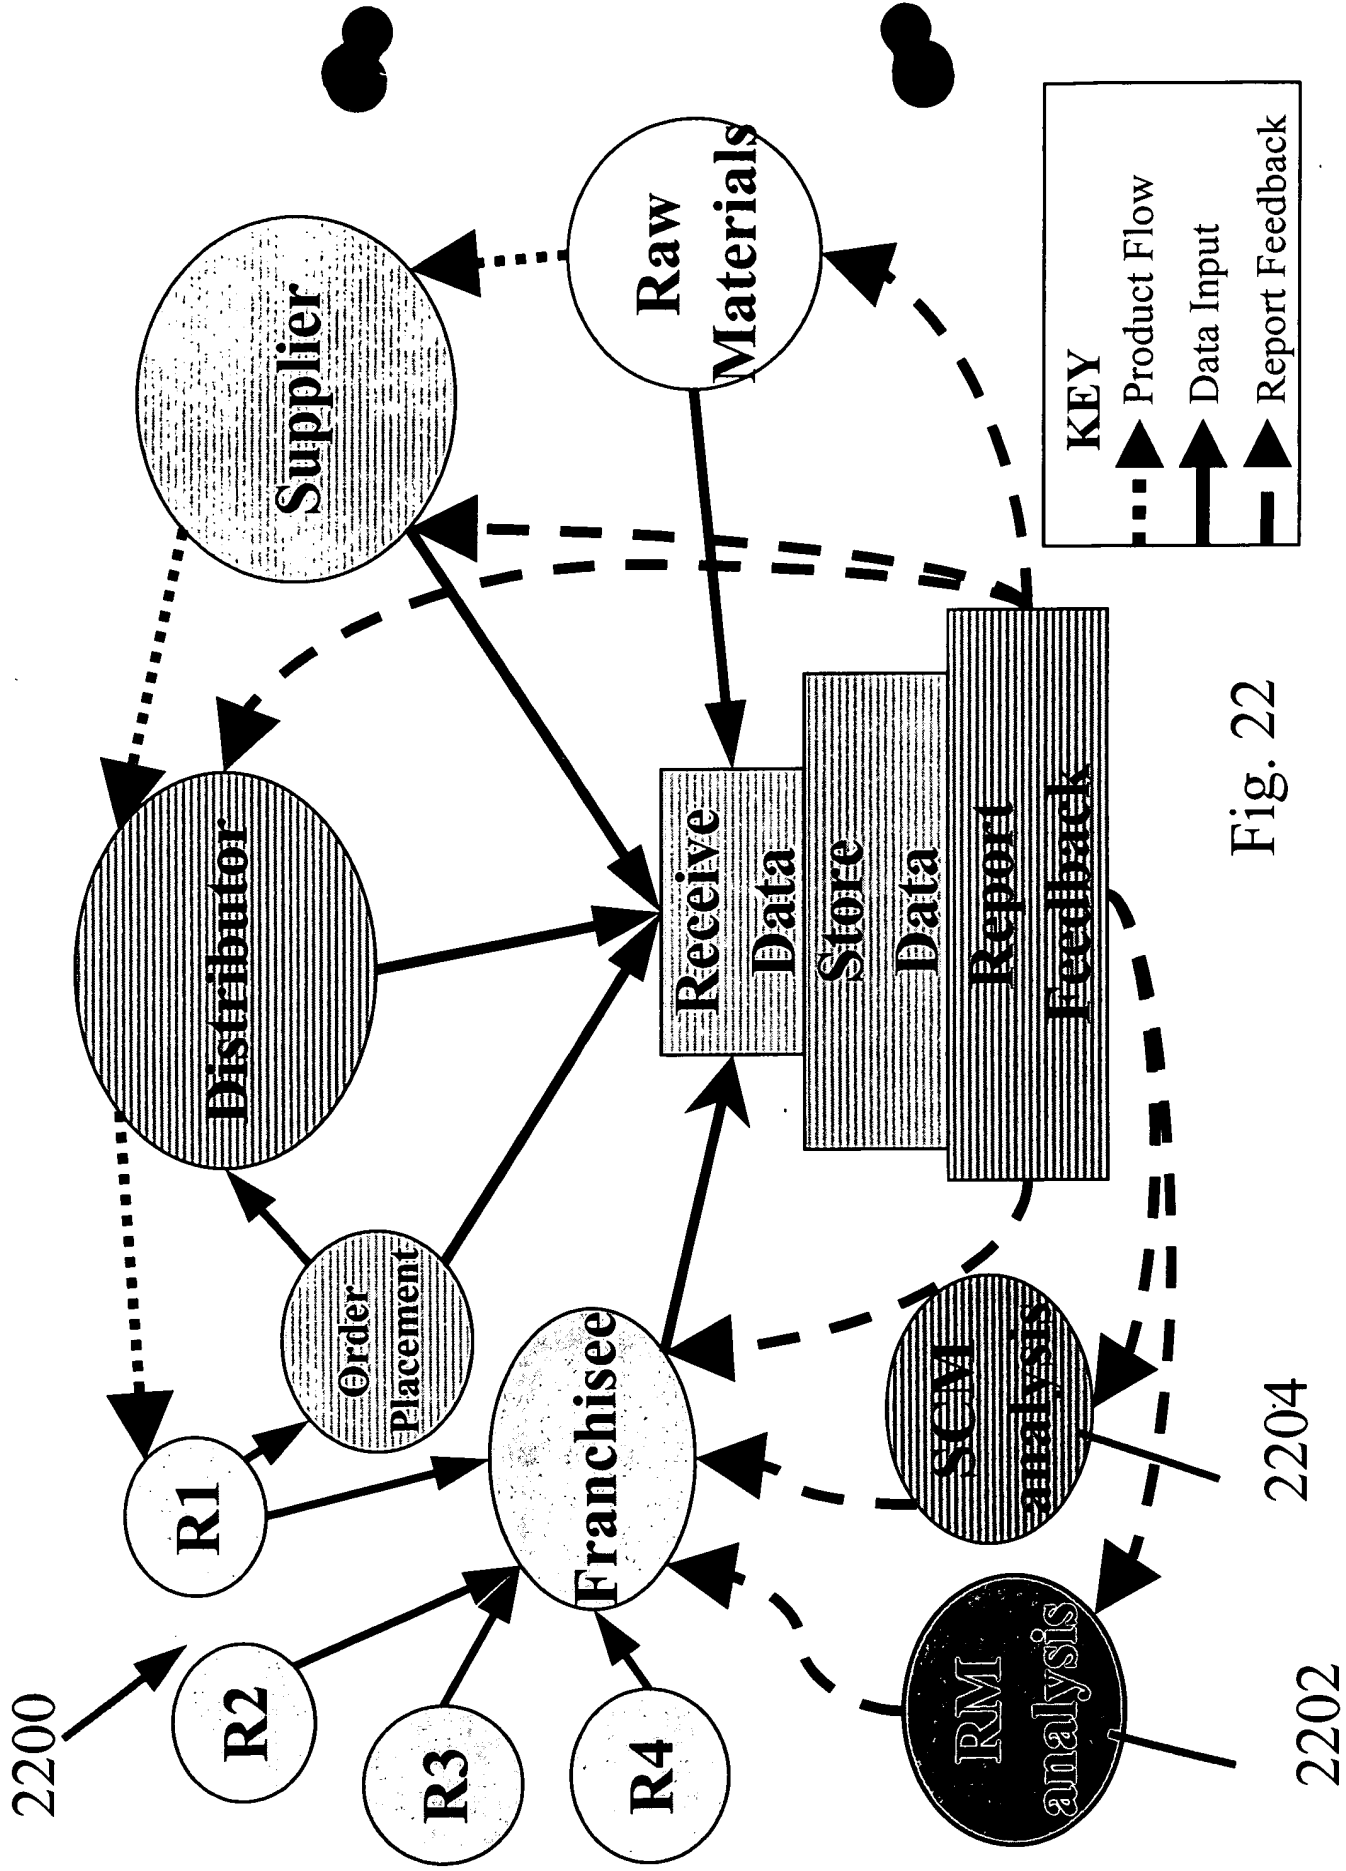 2200
R1
R2
R3
R4
Order
Placement
Distributor
Supplier
Franchisee
Raw
Materials
Receive
Data
Store
Data
Report
Feedback
SCM
analysis
RM
analysis
2202
2204
KEY
Product Flow
Data Input
Report Feedback
Fig. 22